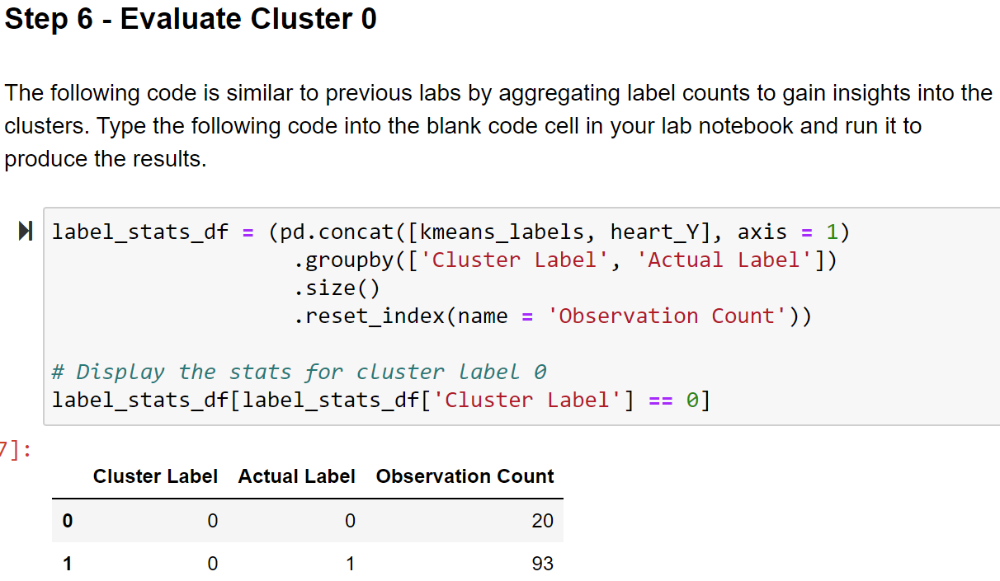 Step 6 - Evaluate Cluster 0
The following code is similar to previous labs by aggregating label counts to gain insights into the
clusters. Type the following code into the blank code cell in your lab notebook and run it to
produce the results.
label_stats_df = (pd.concat([kmeans_labels, heart_Y], axis = 1)
.groupby(['Cluster Label', 'Actual Label'])
.size()
.reset_index(name = 'Observation Count'))
# Display the stats for cluster label 0
label_stats_df[label_stats_df['Cluster Label'] == 0]
7]:
Cluster Label Actual Label Observation Count
0 0 0 20
1 0 1 93